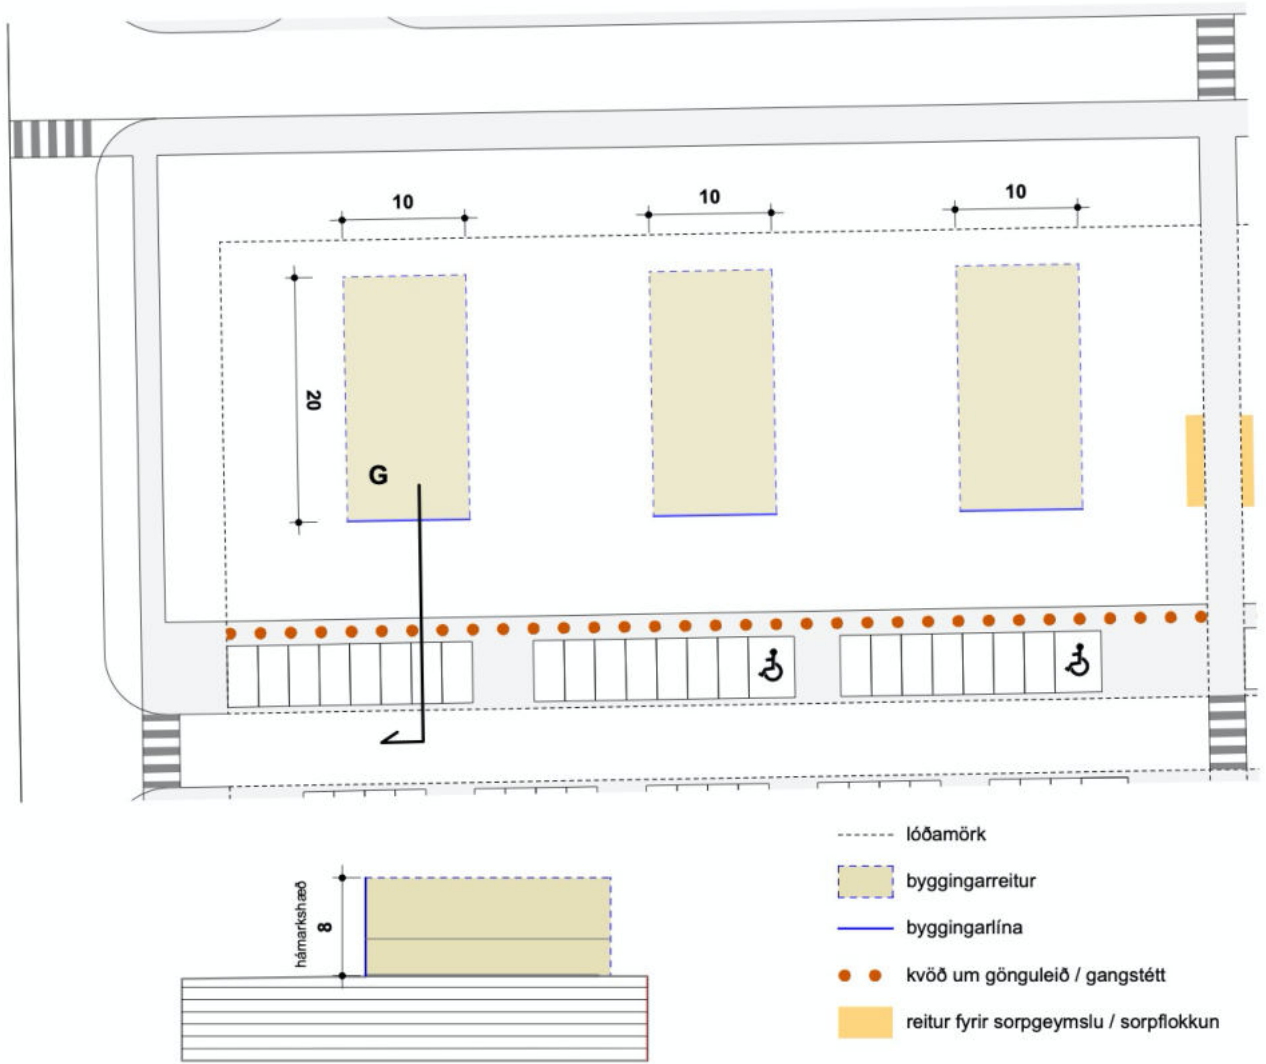 10
10
10
20
G
lóðamörk
byggingarreitur
byggingarlína
kvöð um gönguleið / gangstétt
reitur fyrir sorpgeymslu / sorpflokkun
hámarkshæð
8